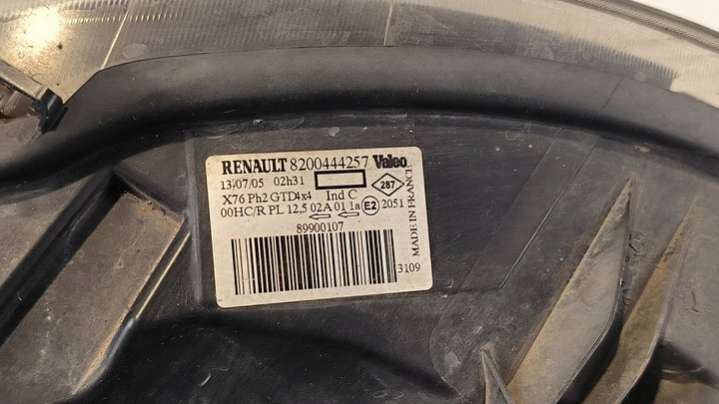 RENAULT 8200444257 Valeo
13/07/05 02h31
X76 Ph2 GTD4x4 Ind C
287
00HC/R PL 12,5 02A 01 1a E2 2051
89900107
3109
MADE IN FRANCE